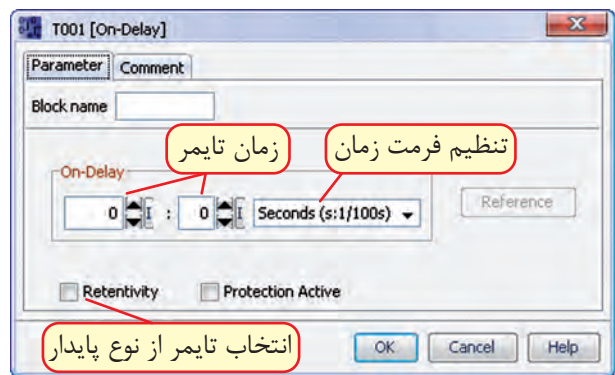 T001 [On-Delay]
Parameter Comment
Block name
زمان تایمر
تنظیم فرمت زمان
On-Delay
0 : 0 Seconds (s:1/100s)
Reference
Retentivity Protection Active
انتخاب تایمر از نوع پایدار
OK Cancel Help